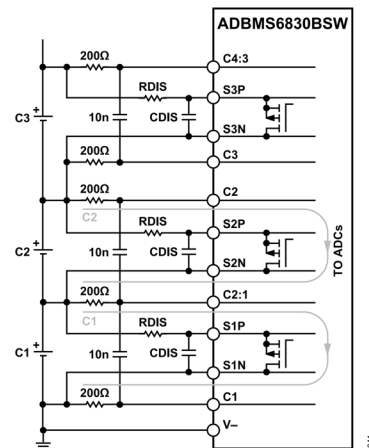 ADBMS6830BSW
200Ω
C4:3
RDIS
S3P
C3
10n
CDIS
S3N
200Ω
C3
200Ω
C2
C2
RDIS
S2P
C2
10n
CDIS
S2N
TO ADCs
200Ω
C2:1
C1
RDIS
S1P
C1
10n
CDIS
S1N
200Ω
C1
V–